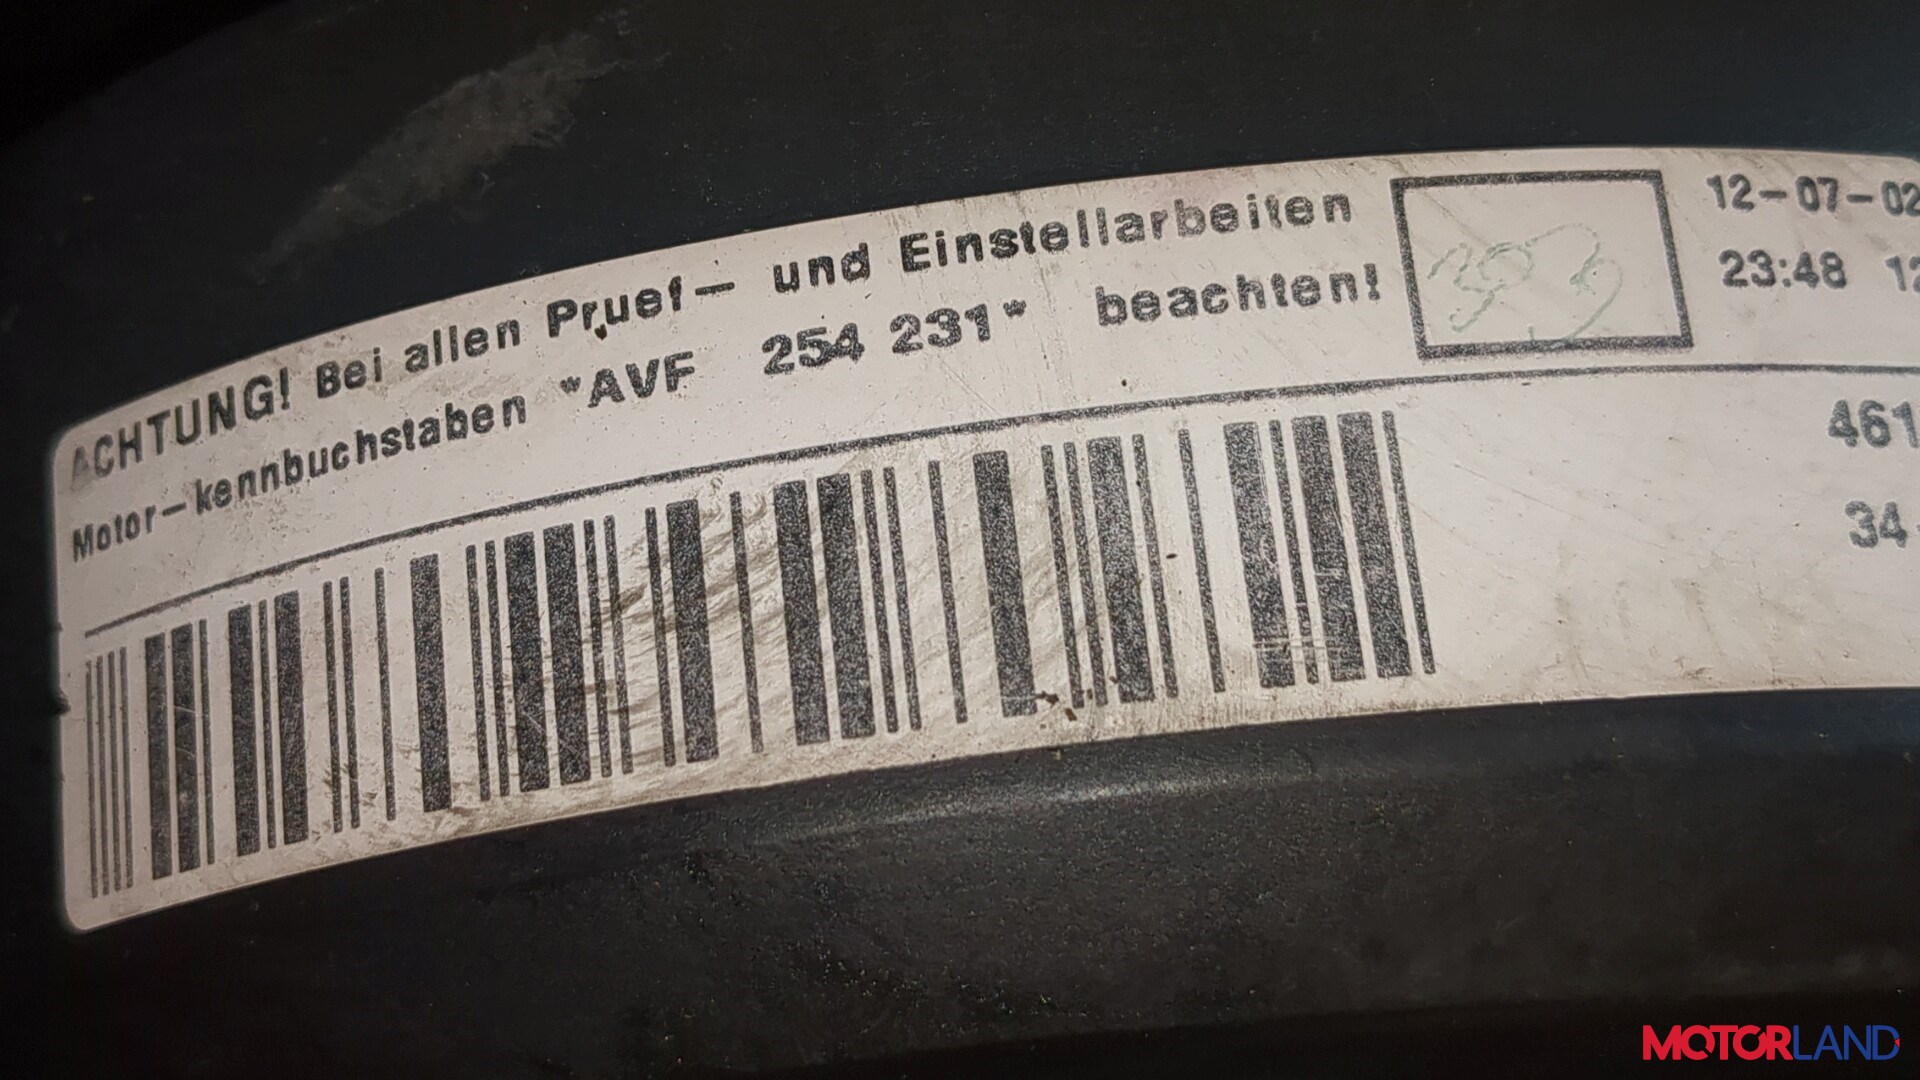 ACHTUNG! Bei allen Pruef- und Einstellarbeiten
Motor-kennbuchstaben *AVF 254 231* beachten!
12-07-02
23:48 12
461
34
MOTORLAND